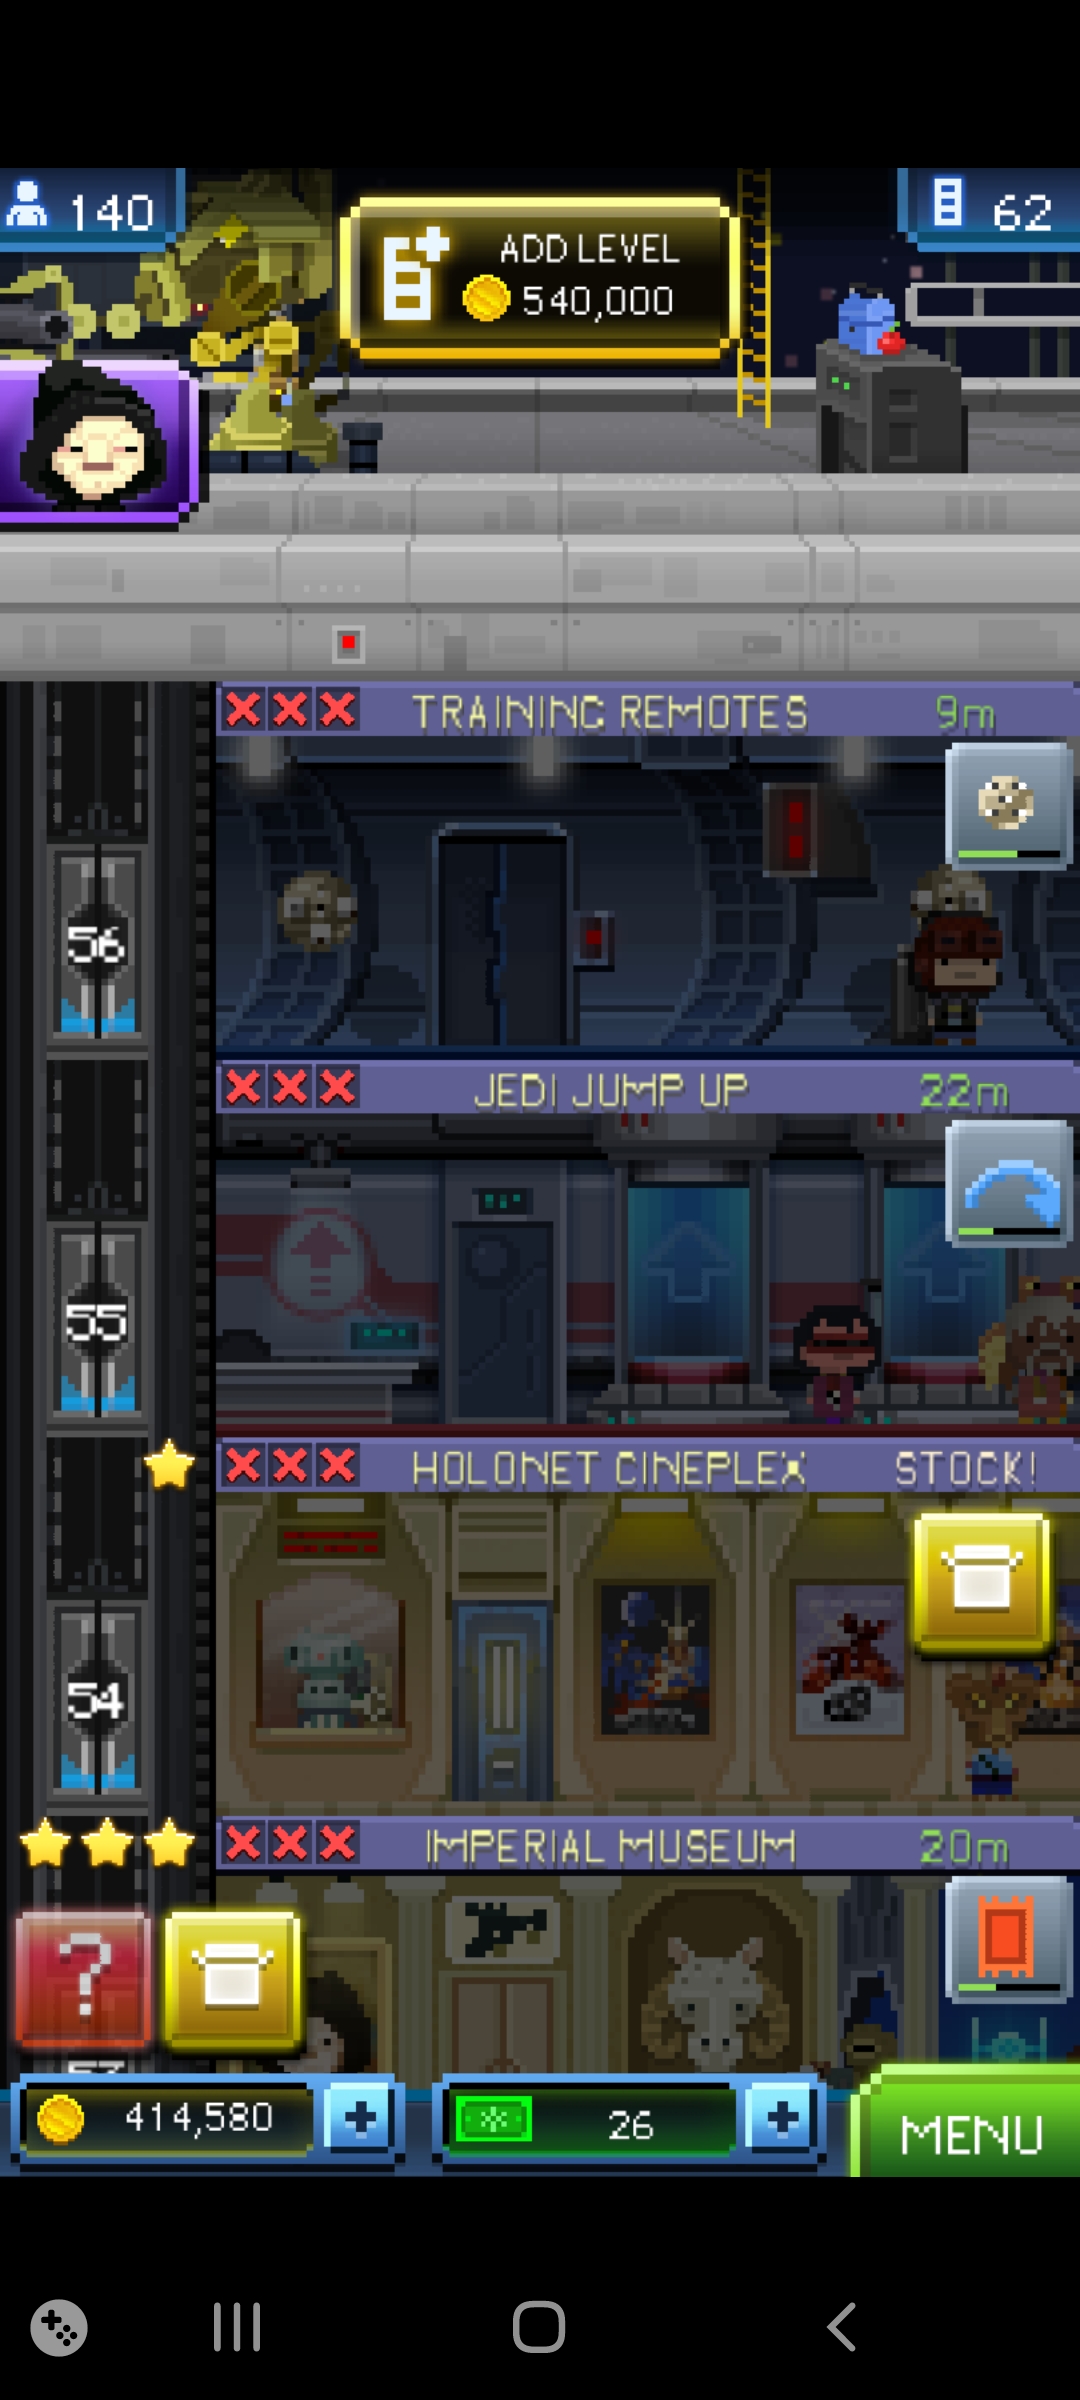 140
ADD LEVEL
540,000
62
TRAINING REMOTES 9m
56
JEDI JUMP UP 22m
55
HOLONET CINEPLEX STOCK!
54
IMPERIAL MUSEUM 20m
?
414,580
26
MENU